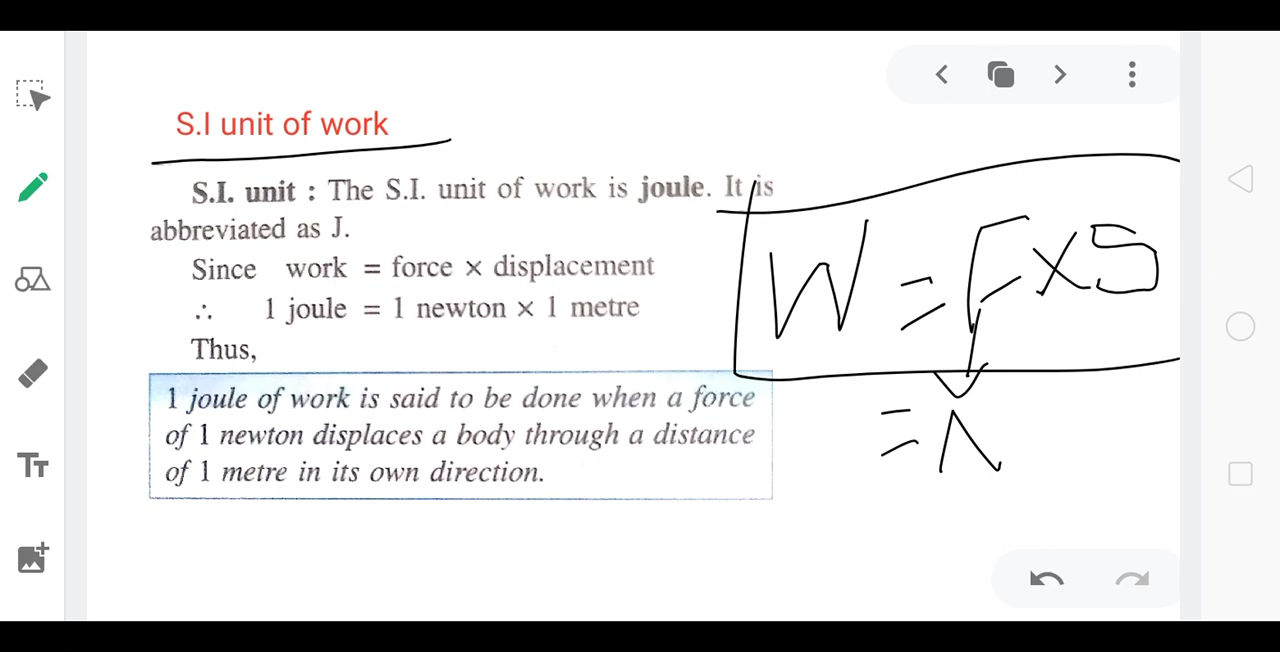 S.I unit of work
S.I. unit : The S.I. unit of work is joule. It is
abbreviated as J.
Since work = force × displacement
∴ 1 joule = 1 newton × 1 metre
Thus,
1 joule of work is said to be done when a force
of 1 newton displaces a body through a distance
of 1 metre in its own direction.
W = F × S
=
TT